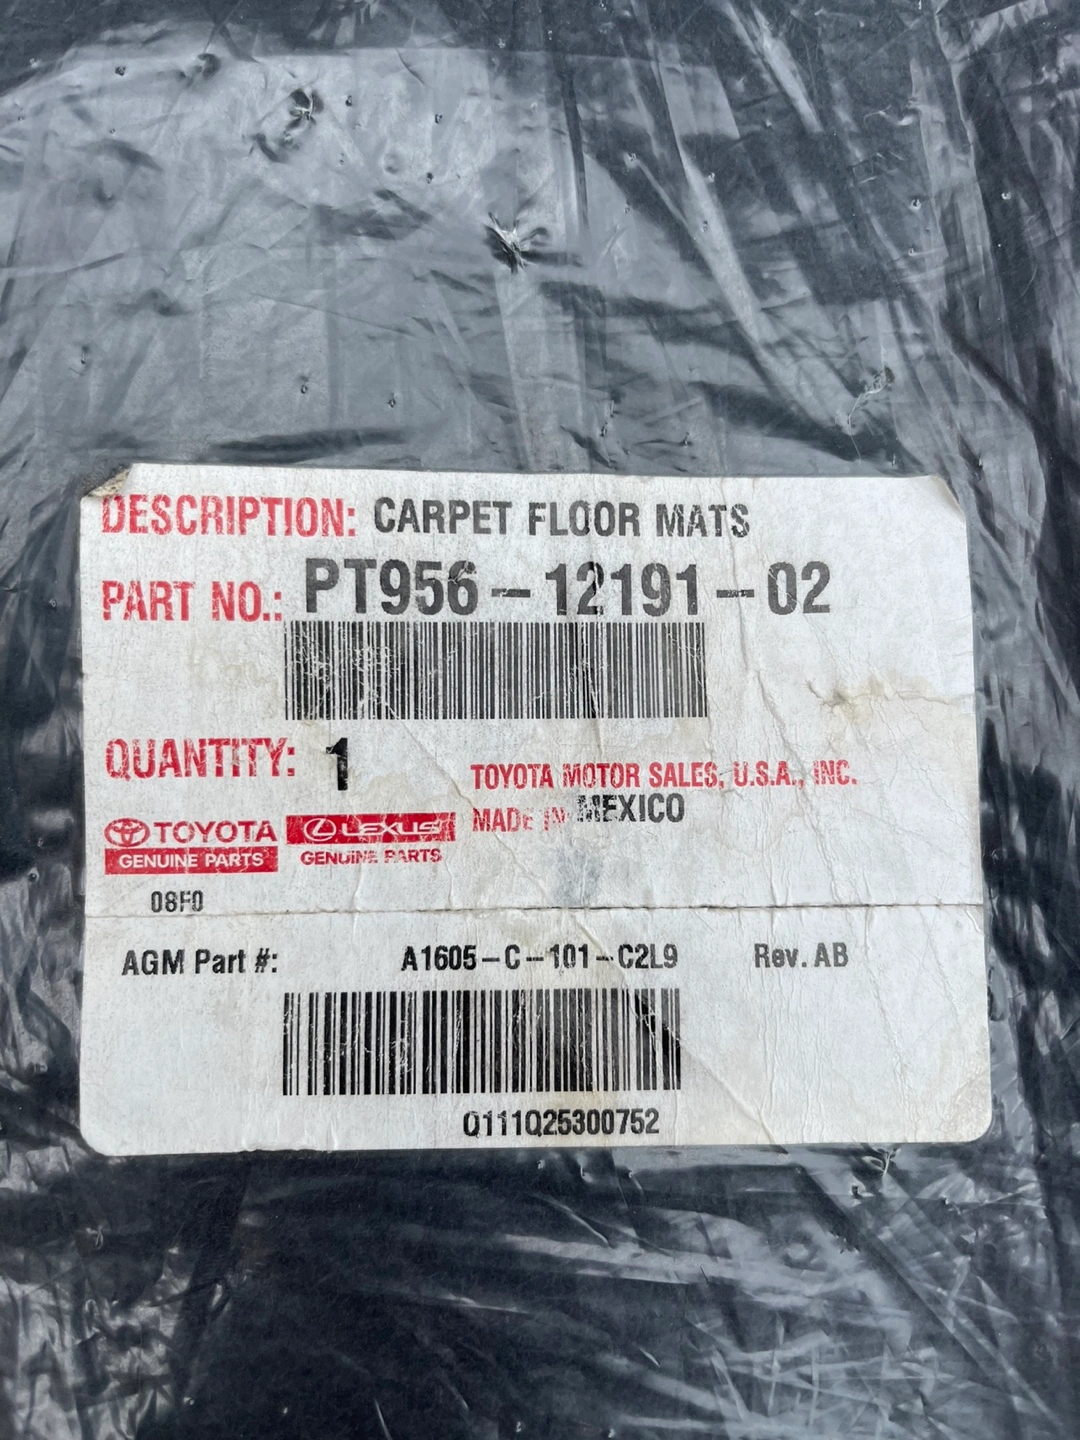 DESCRIPTION: CARPET FLOOR MATS
PART NO.: PT956-12191-02
QUANTITY: 1
TOYOTA MOTOR SALES, U.S.A., INC.
MADE IN MEXICO
TOYOTA
GENUINE PARTS
LEXUS
GENUINE PARTS
08F0
AGM Part #: A1605-C-101-C2L9 Rev. AB
Q111Q25300752